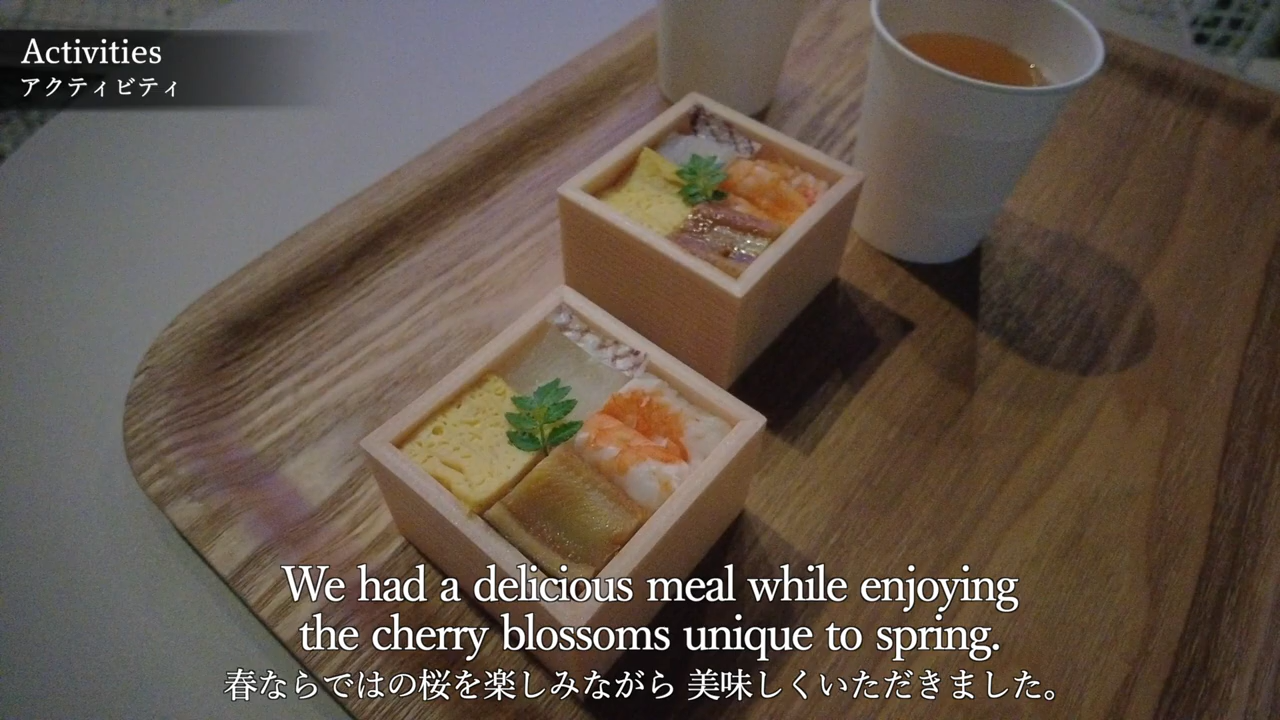 Activities
アクティビティ
We had a delicious meal while enjoying
the cherry blossoms unique to spring.
春ならではの桜を楽しみながら 美味しくいただきました。